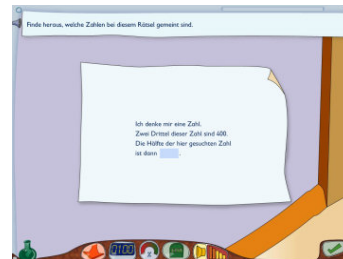 Finde heraus, welche Zahlen bei diesem Rätsel gemeint sind.
Ich denke mir eine Zahl.
Zwei Drittel dieser Zahl sind 400.
Die Hälfte der hier gesuchten Zahl
ist dann .